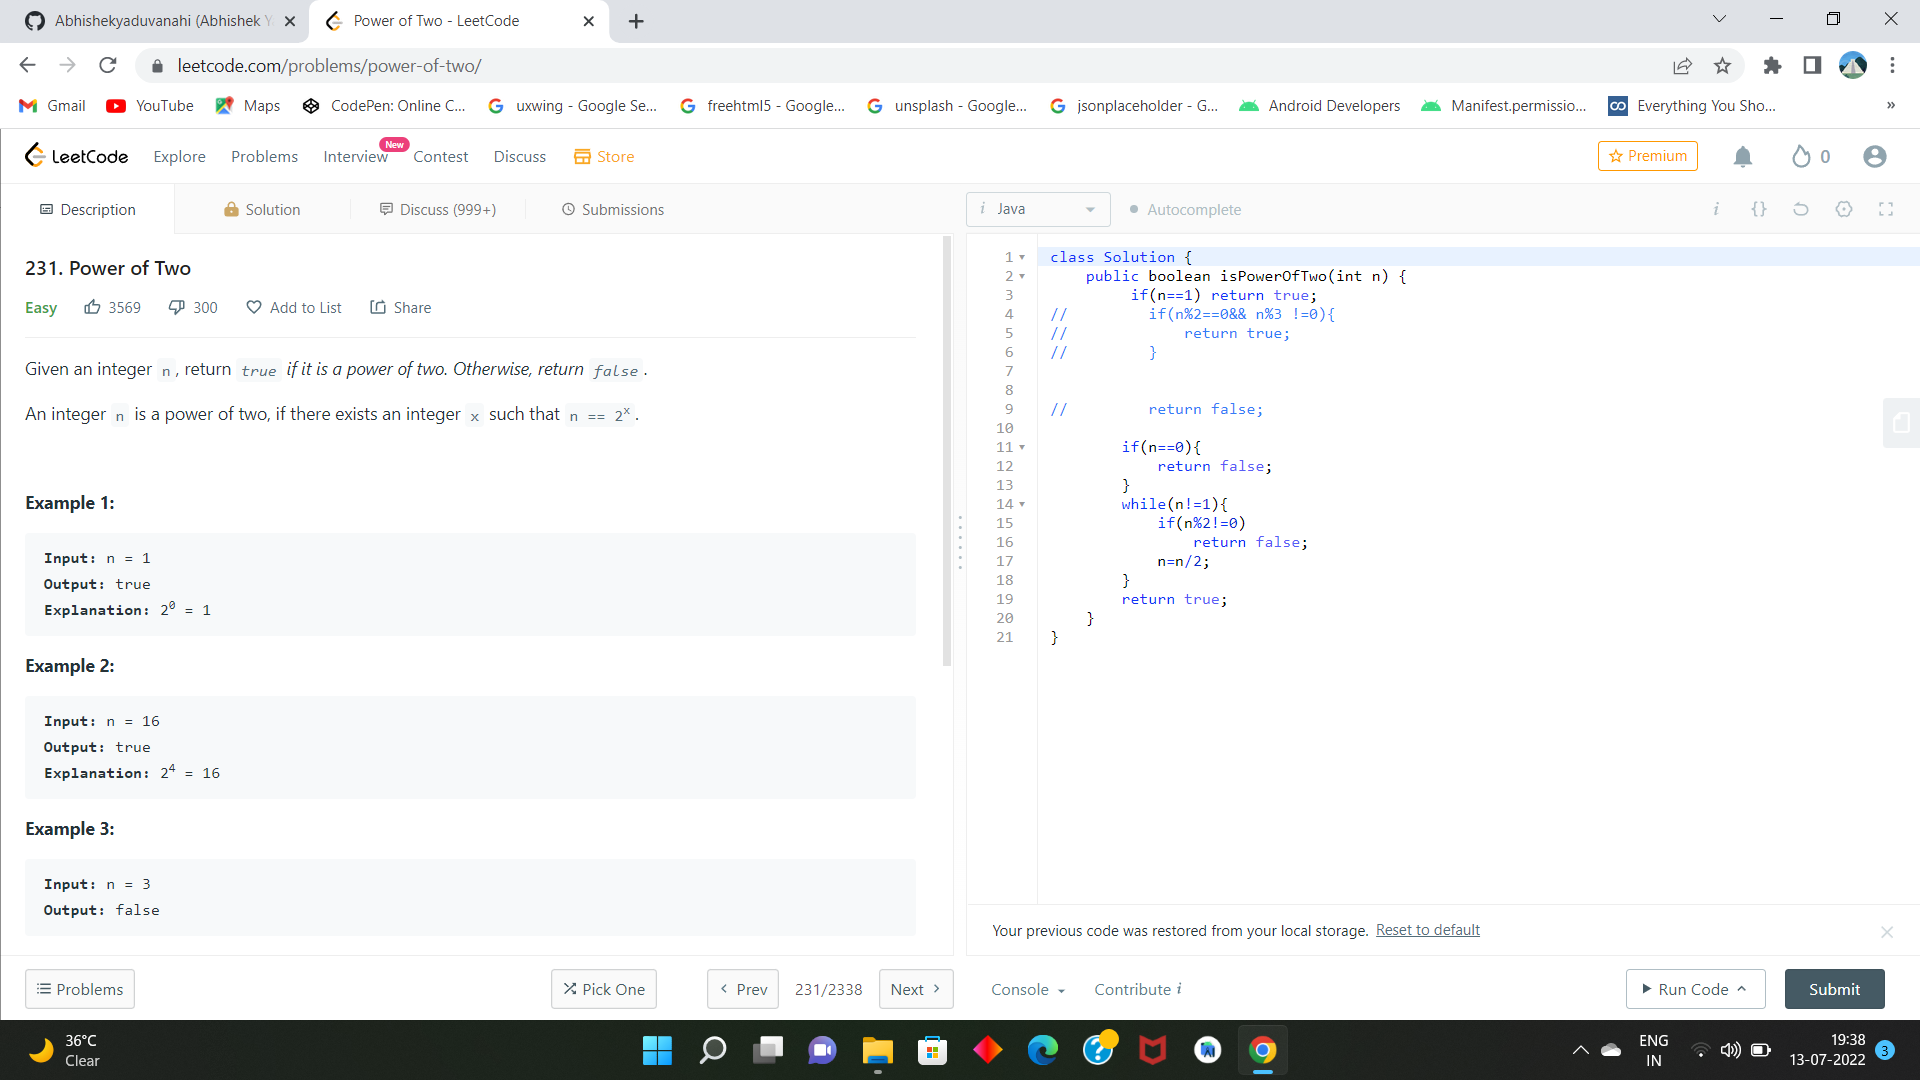 Abhishekyaduvanahi (Abhishek Y
Power of Two - LeetCode
leetcode.com/problems/power-of-two/
Gmail YouTube Maps CodePen: Online C... uxwing - Google Se... freehtml5 - Google... unsplash - Google... jsonplaceholder - G... Android Developers Manifest.permissio... Everything You Sho... »
LeetCode Explore Problems Interview New Contest Discuss Store Premium 0
Description Solution Discuss (999+) Submissions
231. Power of Two
Easy 3569 300 Add to List Share
Given an integer n, return true if it is a power of two. Otherwise, return false.
An integer n is a power of two, if there exists an integer x such that n == 2ˣ.
Example 1:
Input: n = 1
Output: true
Explanation: 2⁰ = 1
Example 2:
Input: n = 16
Output: true
Explanation: 2⁴ = 16
Example 3:
Input: n = 3
Output: false
Problems Pick One Prev 231/2338 Next
i Java Autocomplete i {}
1 class Solution {
2 public boolean isPowerOfTwo(int n) {
3 if(n==1) return true;
4 // if(n%2==0&& n%3 !=0){
5 // return true;
6 // }
7
8
9 // return false;
10
11 if(n==0){
12 return false;
13 }
14 while(n!=1){
15 if(n%2!=0)
16 return false;
17 n=n/2;
18 }
19 return true;
20 }
21 }
Your previous code was restored from your local storage. Reset to default
Console Contribute i Run Code Submit
36°C
Clear
ENG
IN
19:38
13-07-2022
3